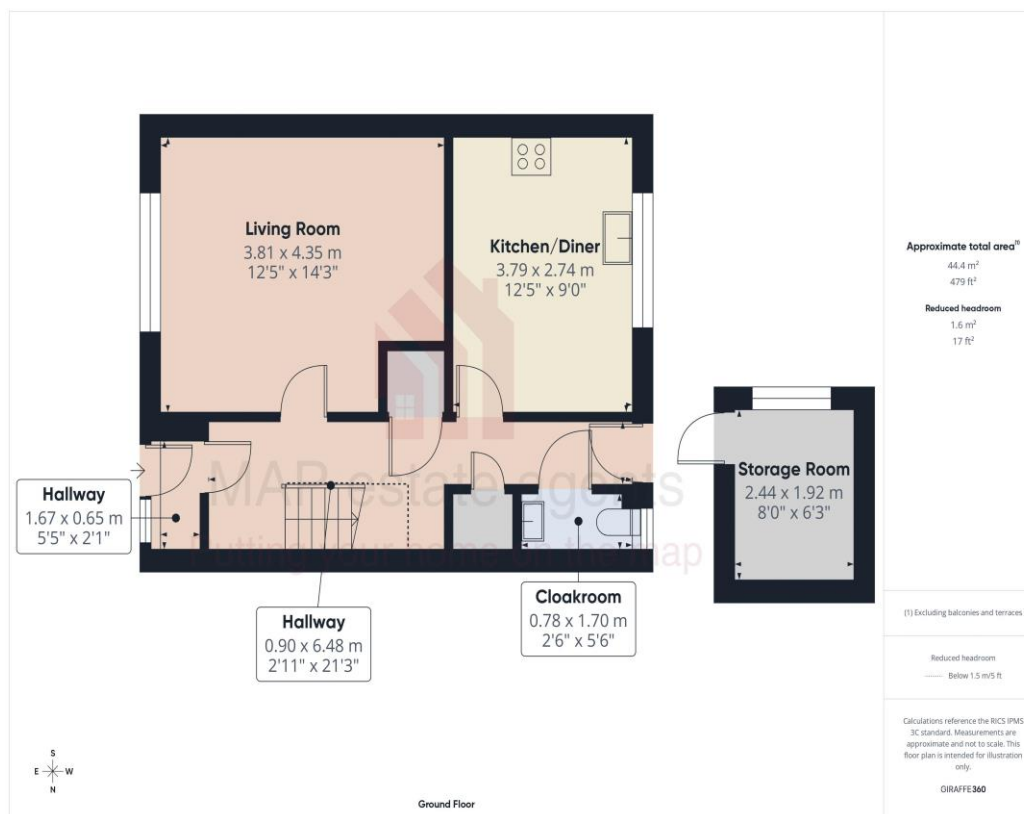 Living Room
3.81 x 4.35 m
12'5" x 14'3"
Kitchen/Diner
3.79 x 2.74 m
12'5" x 9'0"
Storage Room
2.44 x 1.92 m
8'0" x 6'3"
Hallway
1.67 x 0.65 m
5'5" x 2'1"
Hallway
0.90 x 6.48 m
2'11" x 21'3"
Cloakroom
0.78 x 1.70 m
2'6" x 5'6"
MAP estate agents
Putting your home on the map
S
E W
N
Ground Floor
Approximate total area(1)
44.4 m²
479 ft²
Reduced headroom
1.6 m²
17 ft²
(1) Excluding balconies and terraces
Reduced headroom
Below 1.5 m/5 ft
Calculations reference the RICS IPMS
3C standard. Measurements are
approximate and not to scale. This
floor plan is intended for illustration
only.
GIRAFFE360